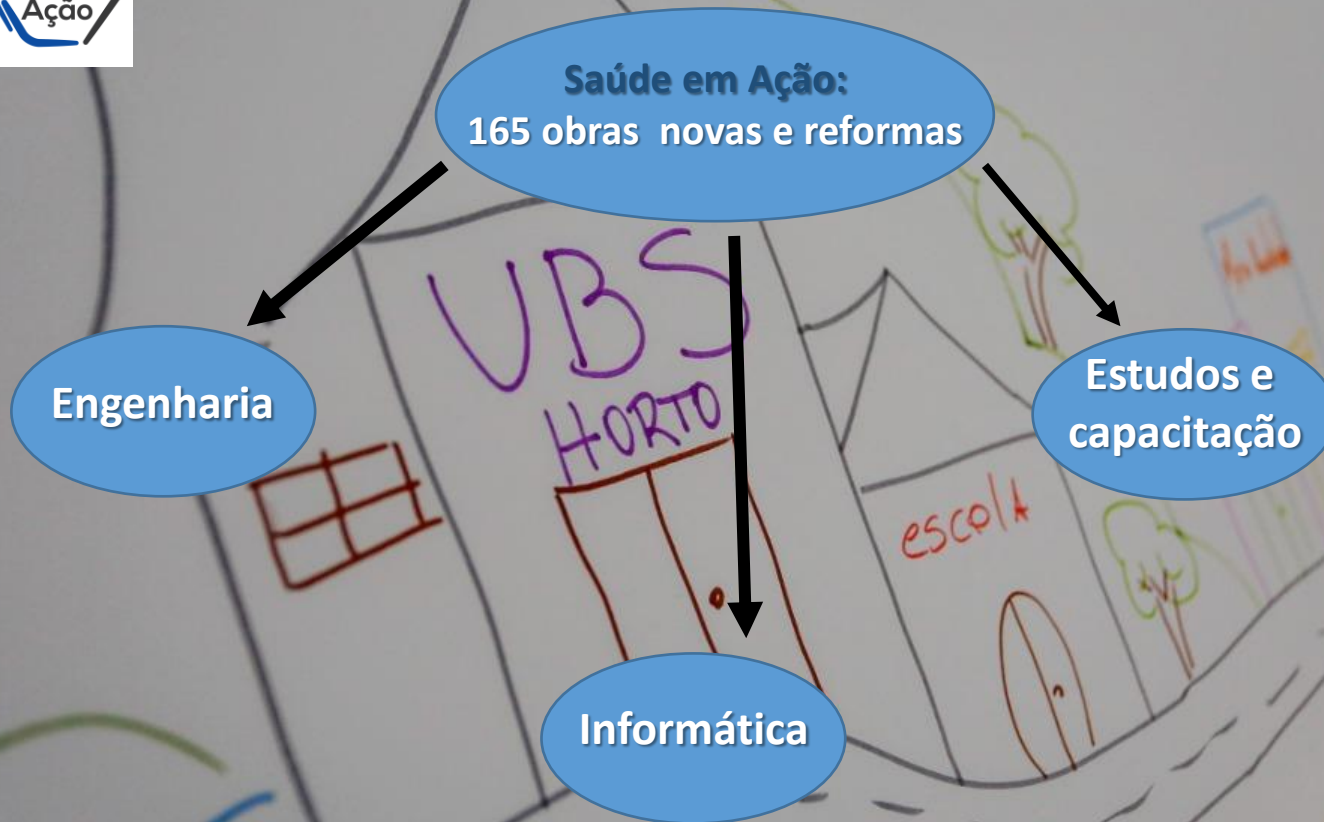 Ação
Saúde em Ação:
165 obras novas e reformas
UBS
HORTO
Engenharia
Estudos e
capacitação
escolA
Informática